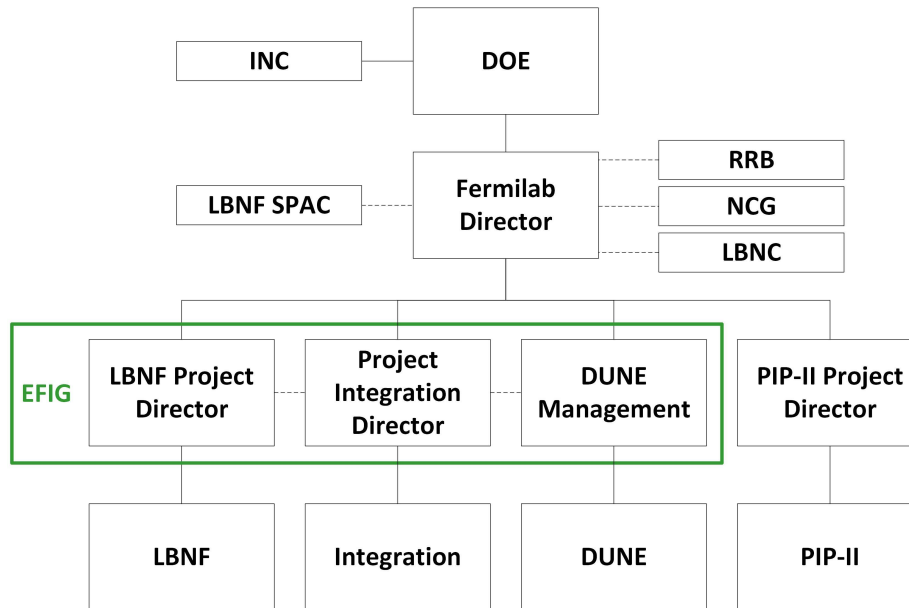 INC
DOE
RRB
Fermilab
Director
LBNF SPAC
NCG
LBNC
EFIG
LBNF Project
Director
Project
Integration
Director
DUNE
Management
PIP-II Project
Director
LBNF
Integration
DUNE
PIP-II